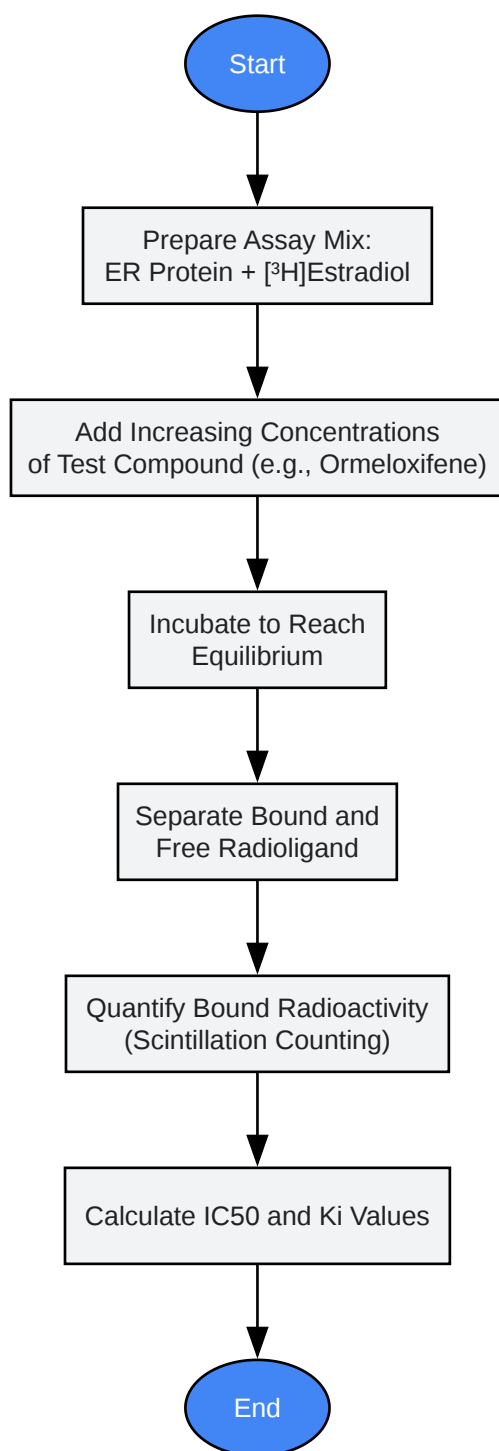 Start
Prepare Assay Mix:
ER Protein + [³H]Estradiol
Add Increasing Concentrations
of Test Compound (e.g., Ormeloxifene)
Incubate to Reach
Equilibrium
Separate Bound and
Free Radioligand
Quantify Bound Radioactivity
(Scintillation Counting)
Calculate IC50 and Ki Values
End